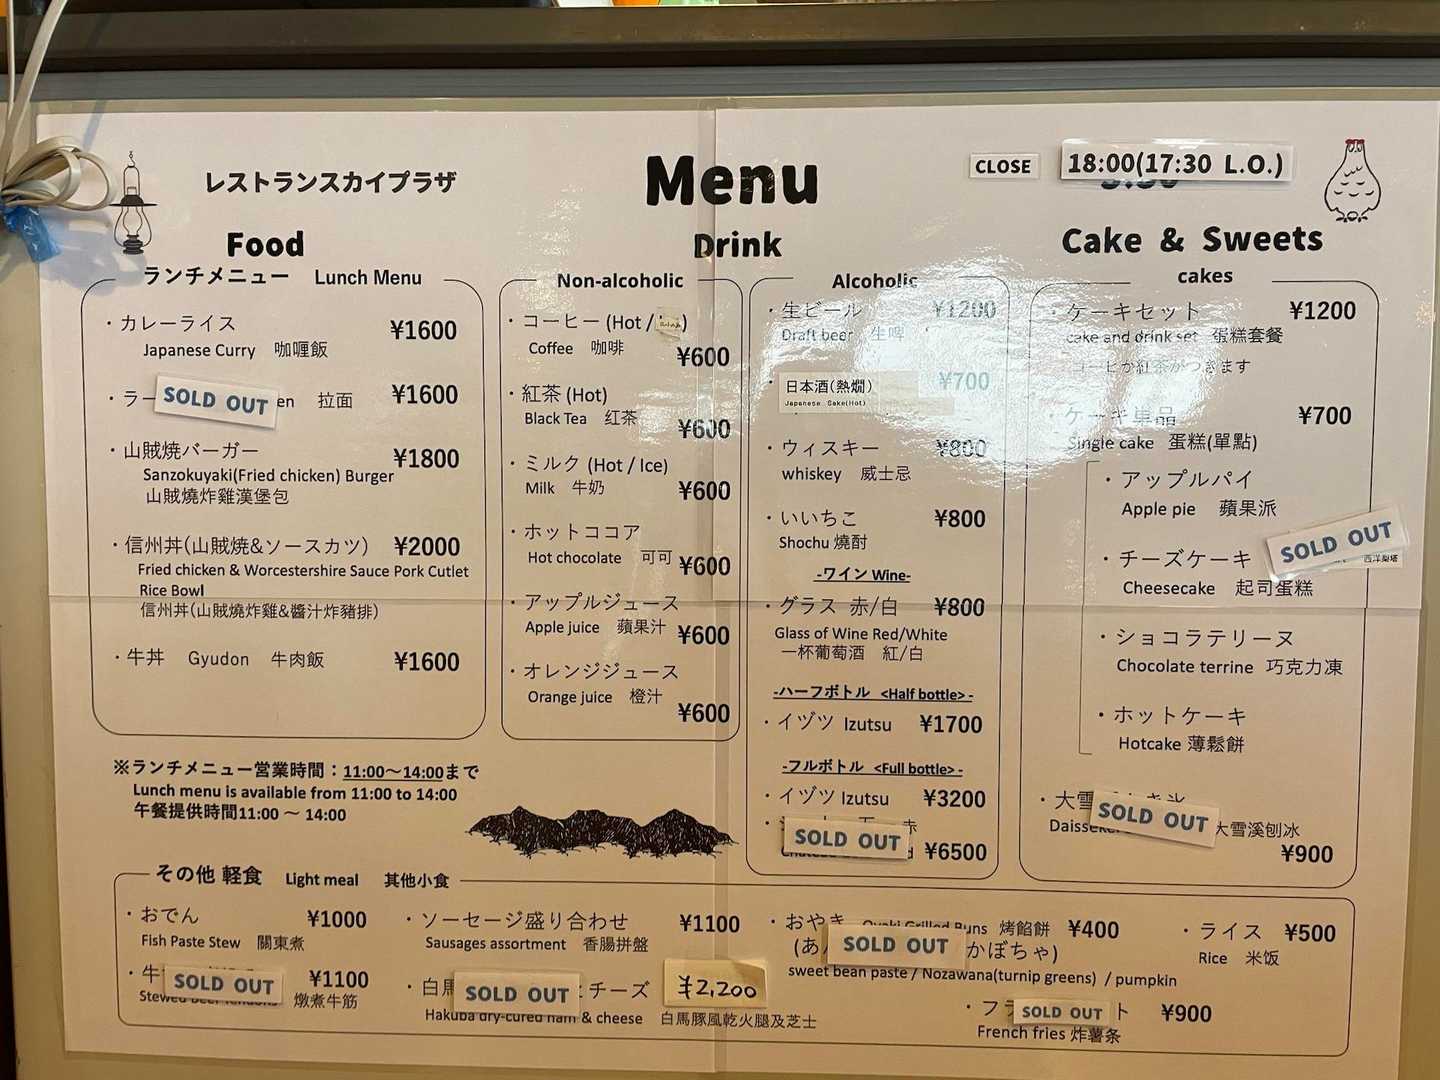 レストランスカイプラザ
Menu
CLOSE 18:00(17:30 L.O.)
Food
ランチメニュー Lunch Menu
・カレーライス ¥1600
Japanese Curry 咖喱飯
・ラー SOLD OUT en 拉面 ¥1600
・山賊焼バーガー ¥1800
Sanzokuyaki(Fried chicken) Burger
山賊燒炸雞漢堡包
・信州丼(山賊焼&ソースカツ) ¥2000
Fried chicken & Worcestershire Sauce Pork Cutlet
Rice Bowl
信州丼(山賊燒炸雞&醬汁炸豬排)
・牛丼 Gyudon 牛肉飯 ¥1600
※ランチメニュー営業時間：11:00～14:00まで
Lunch menu is available from 11:00 to 14:00
午餐提供時間11:00 ～ 14:00
Drink
Non-alcoholic
・コーヒー (Hot /
Coffee 咖啡 ¥600
・紅茶 (Hot)
Black Tea 红茶 ¥600
・ミルク (Hot / Ice)
Milk 牛奶 ¥600
・ホットココア
Hot chocolate 可可 ¥600
・アップルジュース
Apple juice 蘋果汁 ¥600
・オレンジジュース
Orange juice 橙汁 ¥600
Alcoholic
・生ビール ¥1200
Draft beer 生啤
・日本酒(熱燗) ¥700
Japanese Sake(Hot)
・ウィスキー ¥800
whiskey 威士忌
・いいちこ ¥800
Shochu 燒酎
-ワイン Wine-
・グラス 赤/白 ¥800
Glass of Wine Red/White
一杯葡萄酒 紅/白
-ハーフボトル <Half bottle> -
・イヅツ Izutsu ¥1700
-フルボトル <Full bottle> -
・イヅツ Izutsu ¥3200
SOLD OUT 赤 ¥6500
Cake & Sweets
cakes
・ケーキセット ¥1200
cake and drink set 蛋糕套餐
コーヒか紅茶がつきます
・ケーキ単品 ¥700
Single cake 蛋糕(單點)
・アップルパイ
Apple pie 蘋果派
・チーズケーキ SOLD OUT 西洋梨塔
Cheesecake 起司蛋糕
・ショコラテリーヌ
Chocolate terrine 巧克力凍
・ホットケーキ
Hotcake 薄鬆餅
・大雪 SOLD OUT
大雪溪刨冰
¥900
その他 軽食 Light meal 其他小食
・おでん ¥1000
Fish Paste Stew 關東煮
・牛 SOLD OUT ¥1100
Stewed Beef Tendons 燉煮牛筋
・ソーセージ盛り合わせ ¥1100
Sausages assortment 香腸拼盤
・白馬 SOLD OUT とチーズ ¥2,200
Hakuba dry-cured ham & cheese 白馬豚風乾火腿及芝士
・おやき Oyaki Grilled Buns 烤餡餅 ¥400
(あ SOLD OUT かぼちゃ)
sweet bean paste / Nozawana(turnip greens) / pumpkin
・フ SOLD OUT ト ¥900
French fries 炸薯条
・ライス ¥500
Rice 米饭